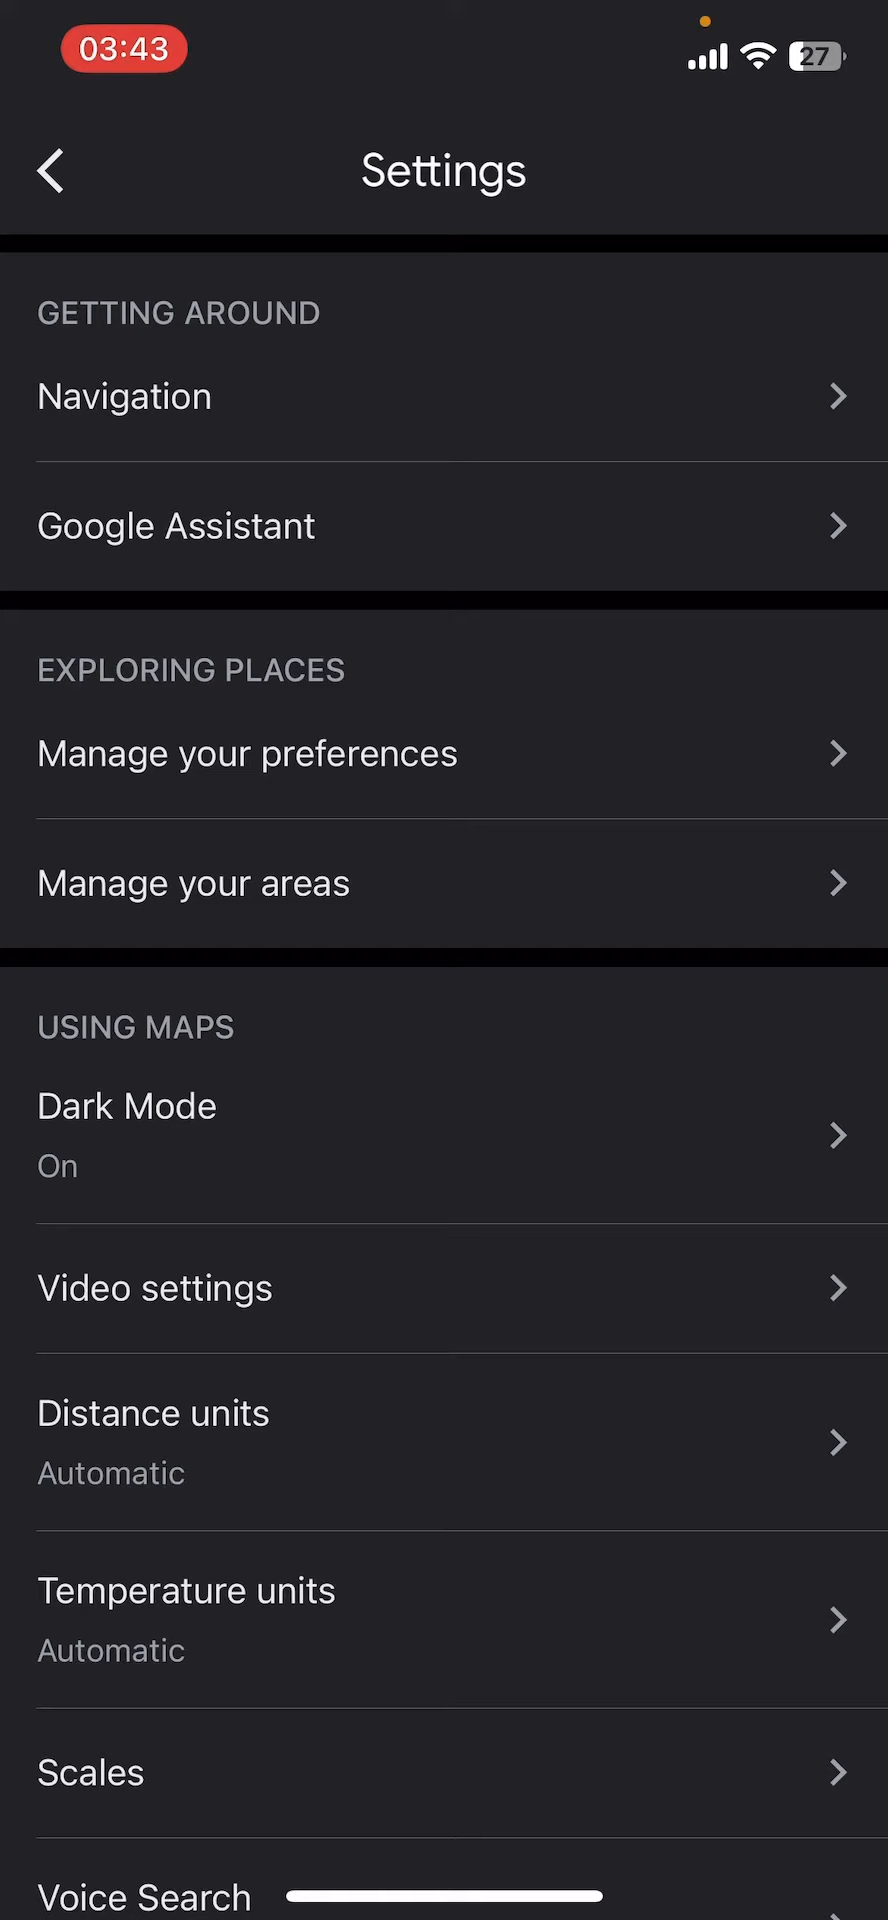 03:43
27
Settings
GETTING AROUND
Navigation
Google Assistant
EXPLORING PLACES
Manage your preferences
Manage your areas
USING MAPS
Dark Mode
On
Video settings
Distance units
Automatic
Temperature units
Automatic
Scales
Voice Search